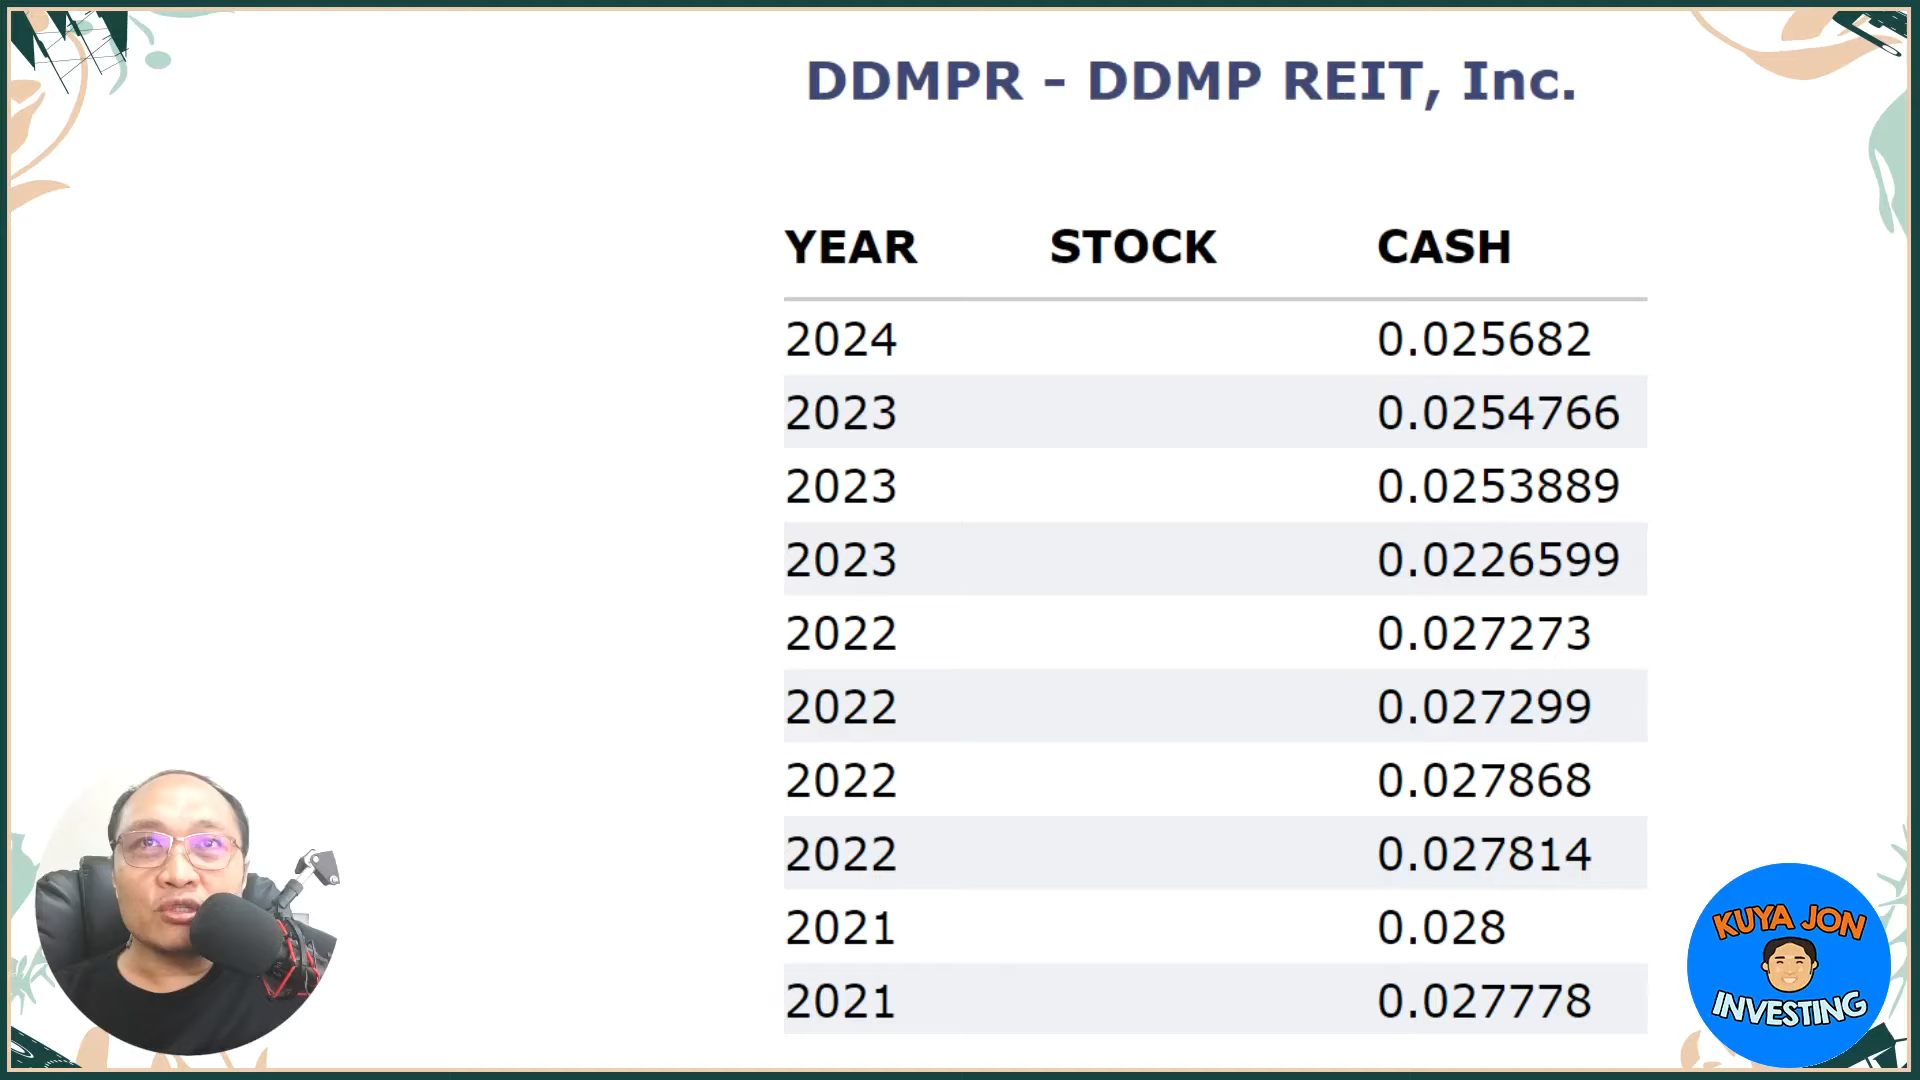 DDMPR - DDMP REIT, Inc.
YEAR STOCK CASH
2024 0.025682
2023 0.0254766
2023 0.0253889
2023 0.0226599
2022 0.027273
2022 0.027299
2022 0.027868
2022 0.027814
2021 0.028
2021 0.027778
KUYA JON
INVESTING